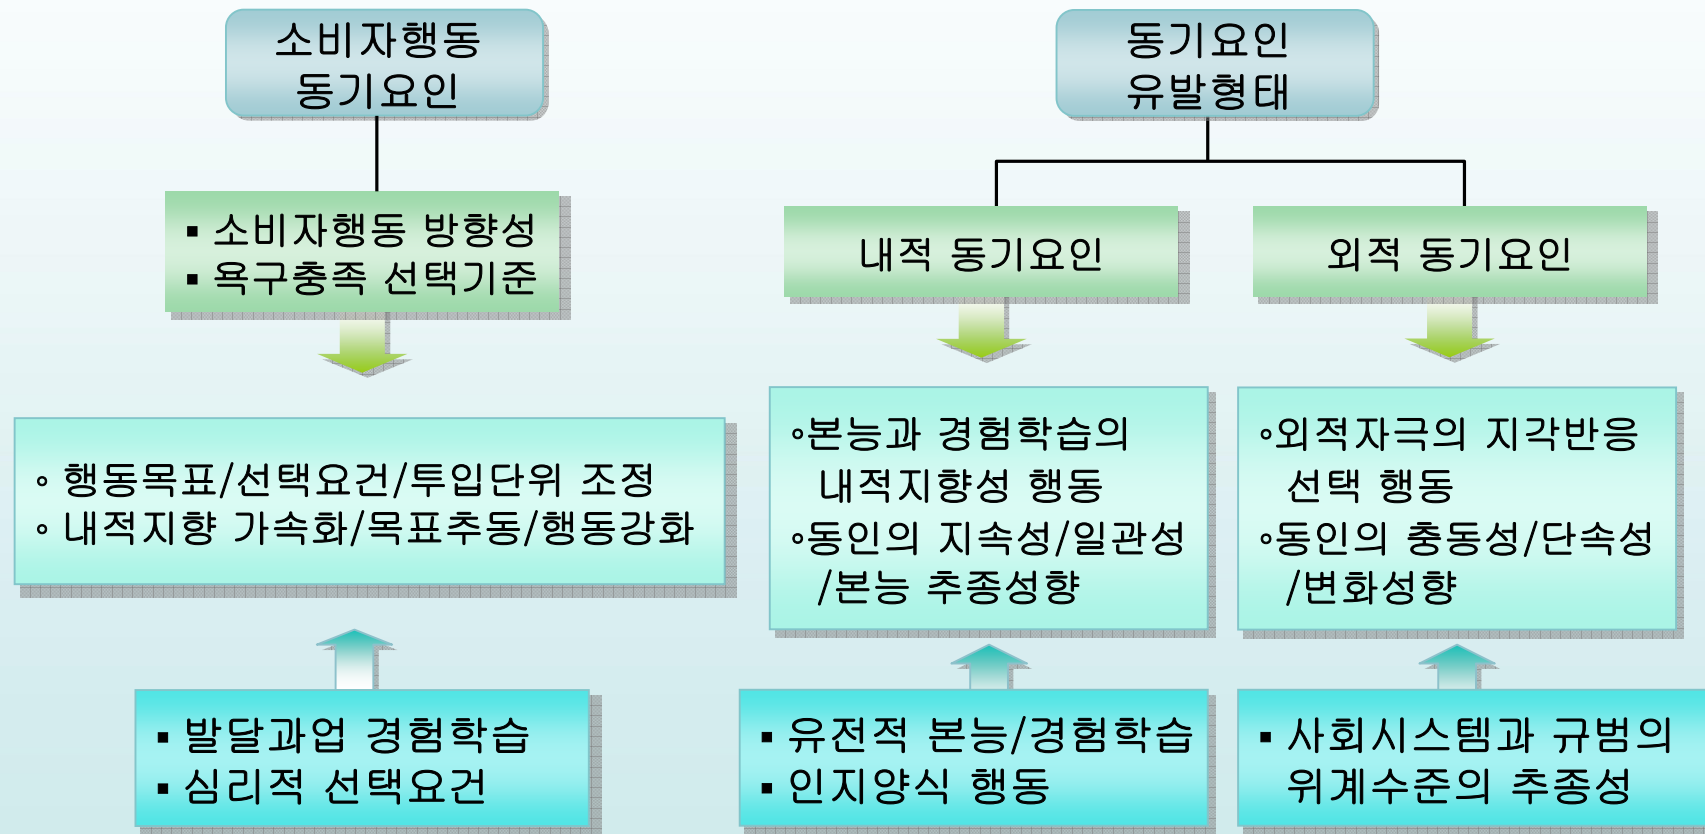 소비자행동
동기요인
▪ 소비자행동 방향성
▪ 욕구충족 선택기준
◦ 행동목표/선택요건/투입단위 조정
◦ 내적지향 가속화/목표추동/행동강화
▪ 발달과업 경험학습
▪ 심리적 선택요건
동기요인
유발형태
내적 동기요인
◦본능과 경험학습의
내적지향성 행동
◦동인의 지속성/일관성
/본능 추종성향
▪ 유전적 본능/경험학습
▪ 인지양식 행동
외적 동기요인
◦외적자극의 지각반응
선택 행동
◦동인의 충동성/단속성
/변화성향
▪ 사회시스템과 규범의
위계수준의 추종성